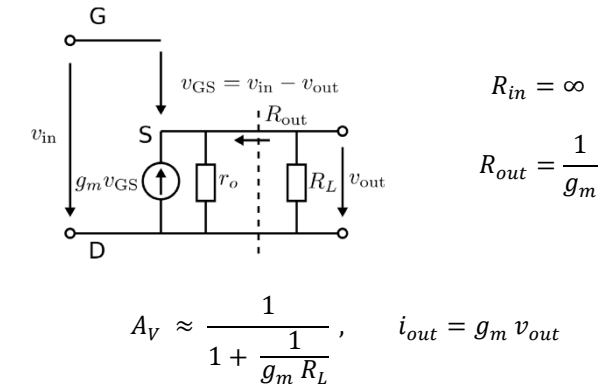 G
v_GS = v_in − v_out
R_in = ∞
R_out
S
v_in
R_out = 1/g_m
g_m v_GS
r_o
R_L
v_out
D
A_V ≈ 1/(1 + 1/(g_m R_L)) , i_out = g_m v_out